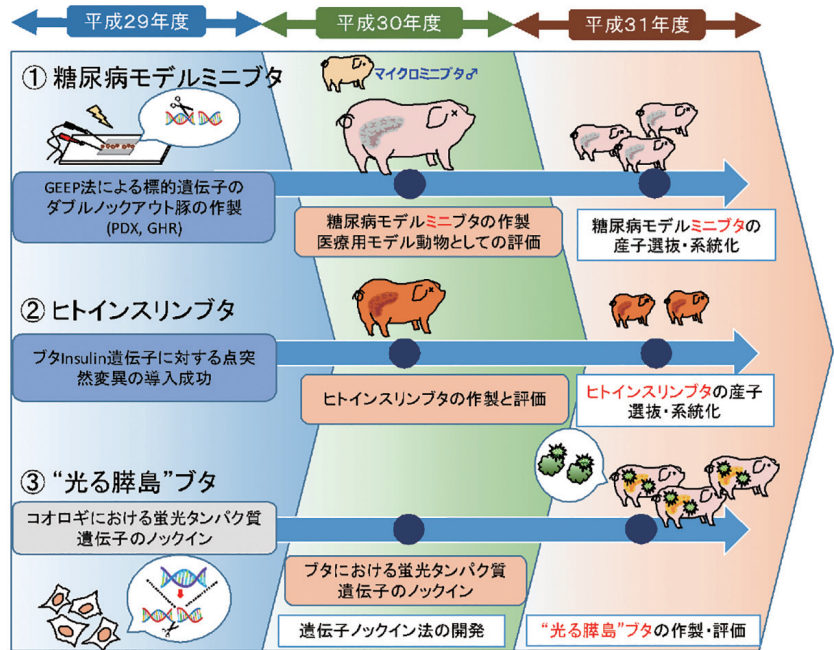 平成29年度
平成30年度
平成31年度
① 糖尿病モデルミニブタ
マイクロミニブタ♂
GEEP法による標的遺伝子の
ダブルノックアウト豚の作製
(PDX, GHR)
糖尿病モデルミニブタの作製
医療用モデル動物としての評価
糖尿病モデルミニブタの
産子選抜・系統化
② ヒトインスリンブタ
ブタInsulin遺伝子に対する点突
然変異の導入成功
ヒトインスリンブタの作製と評価
ヒトインスリンブタの産子
選抜・系統化
③ “光る膵島”ブタ
コオロギにおける蛍光タンパク質
遺伝子のノックイン
ブタにおける蛍光タンパク質
遺伝子のノックイン
遺伝子ノックイン法の開発
“光る膵島”ブタの作製・評価